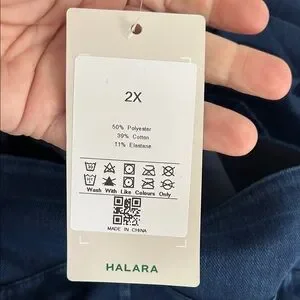 2X
50% Polyester
39% Cotton
11% Elastane
Wash With Like Colours Only
MADE IN CHINA
HALARA